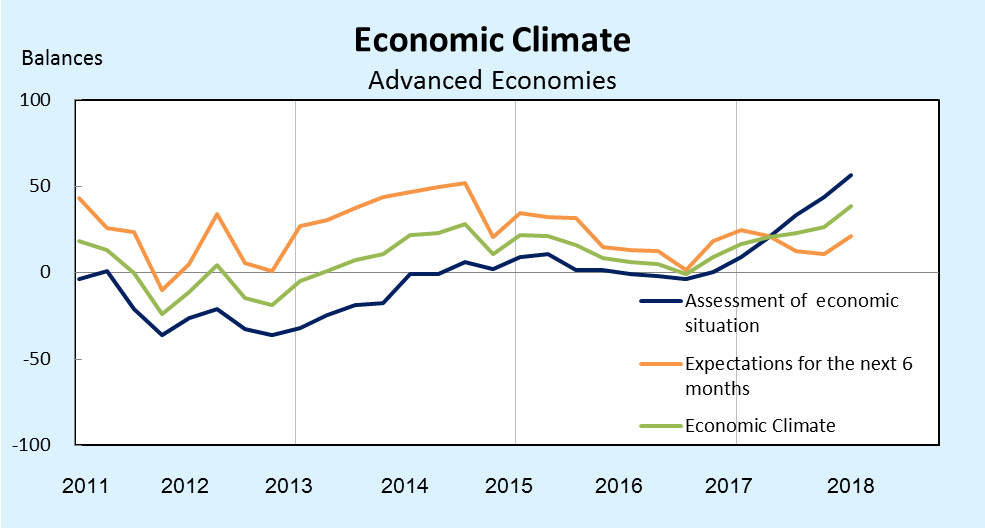 Economic Climate
Balances
Advanced Economies
100
50
0
-50
-100
Assessment of economic
situation
Expectations for the next 6
months
Economic Climate
2011 2012 2013 2014 2015 2016 2017 2018